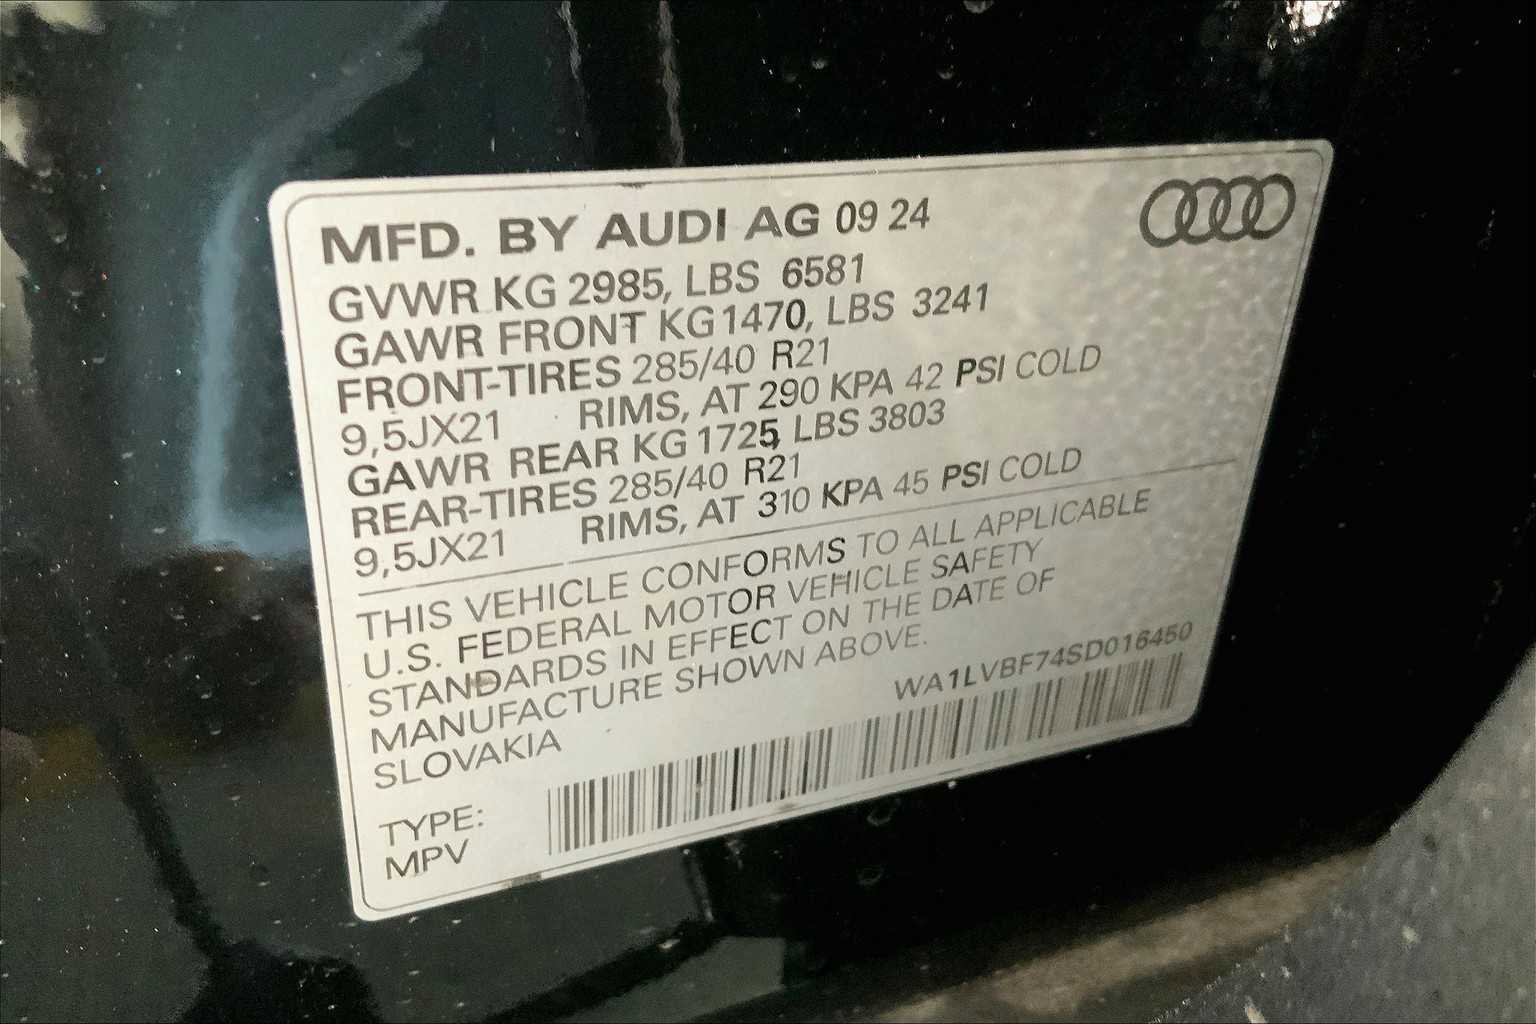 MFD. BY AUDI AG 09 24
GVWR KG 2985, LBS 6581
GAWR FRONT KG 1470, LBS 3241
FRONT-TIRES 285/40 R21
9,5JX21 RIMS, AT 290 KPA 42 PSI COLD
GAWR REAR KG 1725, LBS 3803
REAR-TIRES 285/40 R21
9,5JX21 RIMS, AT 310 KPA 45 PSI COLD
THIS VEHICLE CONFORMS TO ALL APPLICABLE
U.S. FEDERAL MOTOR VEHICLE SAFETY
STANDARDS IN EFFECT ON THE DATE OF
MANUFACTURE SHOWN ABOVE.
SLOVAKIA
WA1LVBF74SD016450
TYPE:
MPV